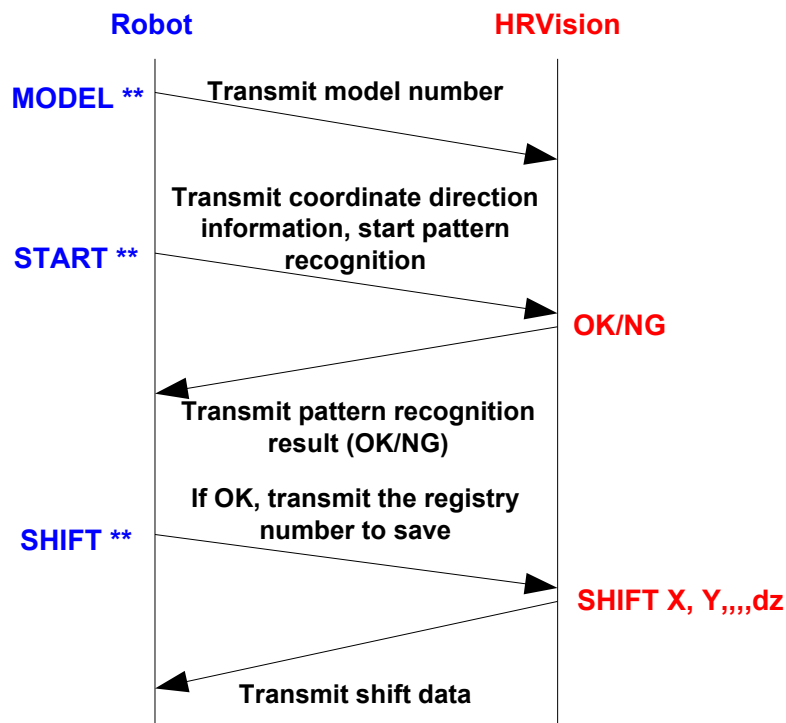 Robot
HRVision
MODEL **
Transmit model number
Transmit coordinate direction
information, start pattern
recognition
START **
OK/NG
Transmit pattern recognition
result (OK/NG)
If OK, transmit the registry
number to save
SHIFT **
SHIFT X, Y,,,,dz
Transmit shift data